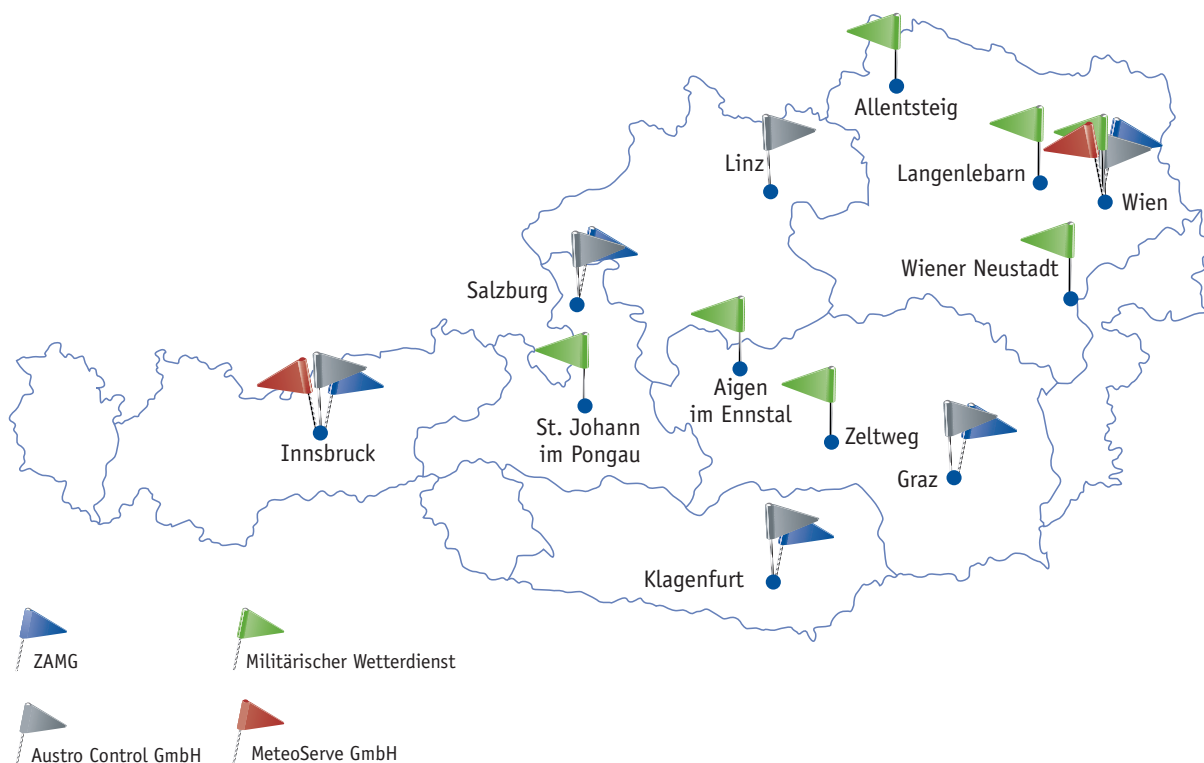 Allentsteig
Linz
Langenlebarn
Wien
Wiener Neustadt
Salzburg
Aigen
im Ennstal
St. Johann
im Pongau
Innsbruck
Zeltweg
Graz
Klagenfurt
ZAMG
Militärischer Wetterdienst
Austro Control GmbH
MeteoServe GmbH